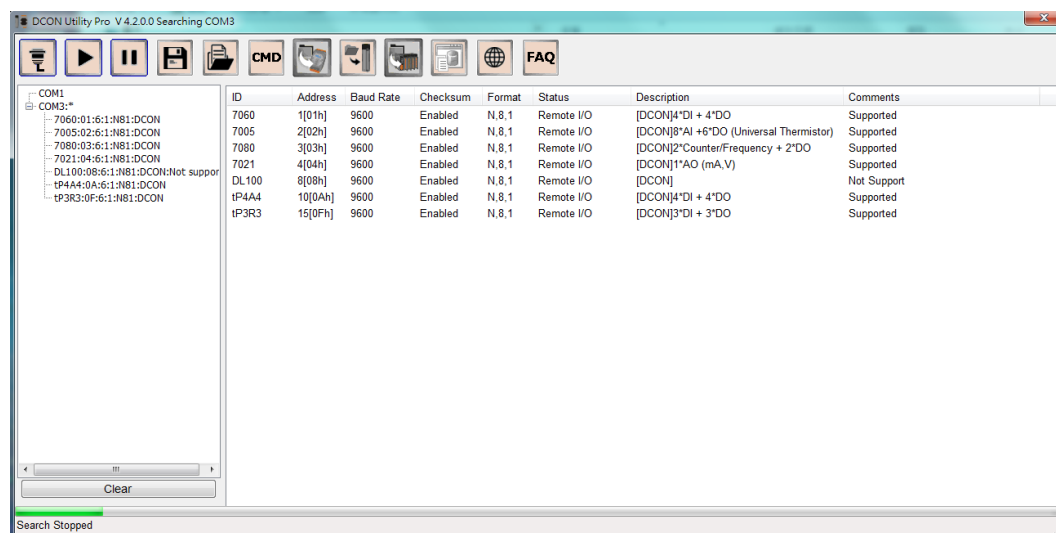 DCON Utility Pro V 4.2.0.0 Searching COM3
CMD
FAQ
COM1
COM3:*
7060:01:6:1:N81:DCON
7005:02:6:1:N81:DCON
7080:03:6:1:N81:DCON
7021:04:6:1:N81:DCON
DL100:08:6:1:N81:DCON:Not suppor
tP4A4:0A:6:1:N81:DCON
tP3R3:0F:6:1:N81:DCON
Clear
ID Address Baud Rate Checksum Format Status Description Comments
7060 1[01h] 9600 Enabled N,8,1 Remote I/O [DCON]4*DI + 4*DO Supported
7005 2[02h] 9600 Enabled N,8,1 Remote I/O [DCON]8*AI +6*DO (Universal Thermistor) Supported
7080 3[03h] 9600 Enabled N,8,1 Remote I/O [DCON]2*Counter/Frequency + 2*DO Supported
7021 4[04h] 9600 Enabled N,8,1 Remote I/O [DCON]1*AO (mA,V) Supported
DL100 8[08h] 9600 Enabled N,8,1 Remote I/O [DCON] Not Support
tP4A4 10[0Ah] 9600 Enabled N,8,1 Remote I/O [DCON]4*DI + 4*DO Supported
tP3R3 15[0Fh] 9600 Enabled N,8,1 Remote I/O [DCON]3*DI + 3*DO Supported
Search Stopped